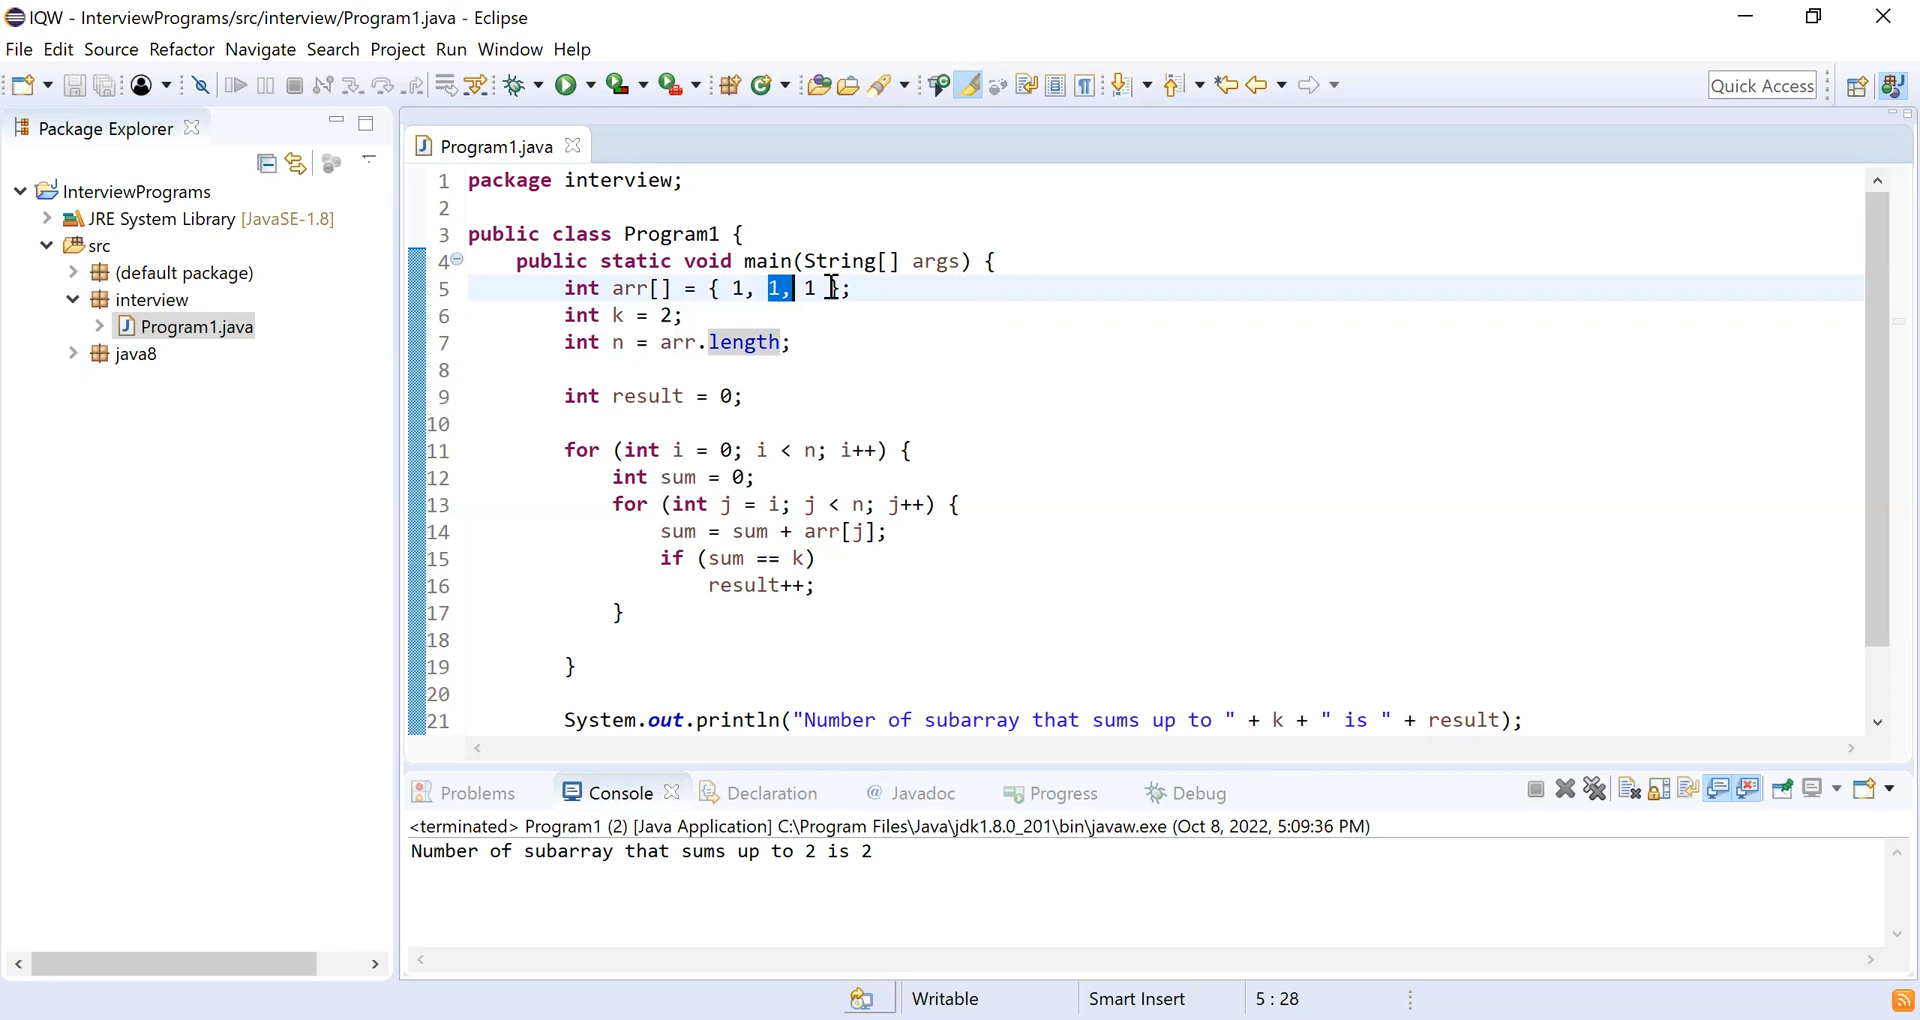 IQW - InterviewPrograms/src/interview/Program1.java - Eclipse
File Edit Source Refactor Navigate Search Project Run Window Help
Quick Access
Package Explorer
InterviewPrograms
JRE System Library [JavaSE-1.8]
src
(default package)
interview
Program1.java
java8
Program1.java
1 package interview;
2
3 public class Program1 {
4 public static void main(String[] args) {
5 int arr[] = { 1, 1, 1 };
6 int k = 2;
7 int n = arr.length;
8
9 int result = 0;
10
11 for (int i = 0; i < n; i++) {
12 int sum = 0;
13 for (int j = i; j < n; j++) {
14 sum = sum + arr[j];
15 if (sum == k)
16 result++;
17 }
18
19 }
20
21 System.out.println("Number of subarray that sums up to " + k + " is " + result);
Problems Console Declaration @ Javadoc Progress Debug
<terminated> Program1 (2) [Java Application] C:\Program Files\Java\jdk1.8.0_201\bin\javaw.exe (Oct 8, 2022, 5:09:36 PM)
Number of subarray that sums up to 2 is 2
Writable Smart Insert 5 : 28